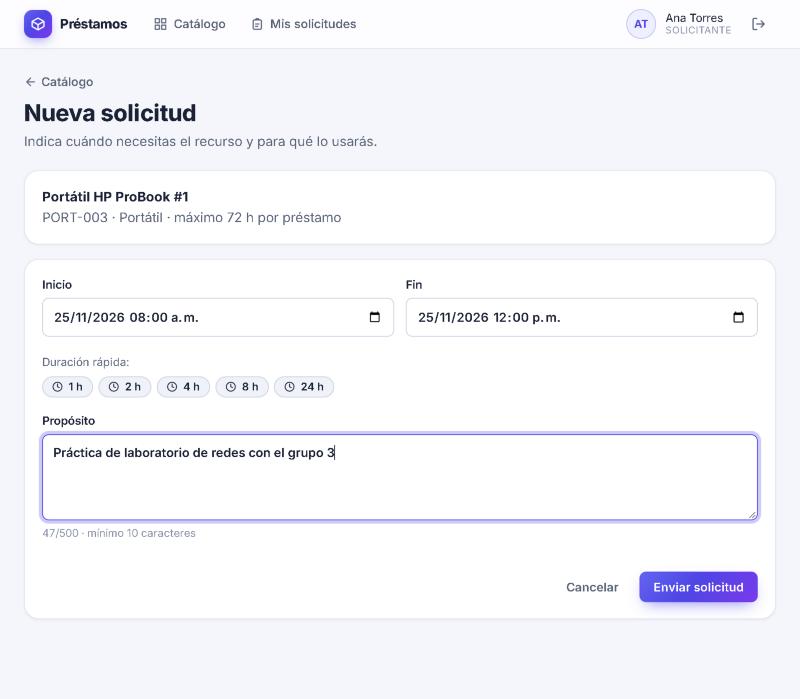 Préstamos
Catálogo
Mis solicitudes
AT
Ana Torres
SOLICITANTE
← Catálogo
Nueva solicitud
Indica cuándo necesitas el recurso y para qué lo usarás.
Portátil HP ProBook #1
PORT-003 · Portátil · máximo 72 h por préstamo
Inicio
Fin
25/11/2026 08:00 a.m.
25/11/2026 12:00 p.m.
Duración rápida:
1 h
2 h
4 h
8 h
24 h
Propósito
Práctica de laboratorio de redes con el grupo 3
47/500 · mínimo 10 caracteres
Cancelar
Enviar solicitud